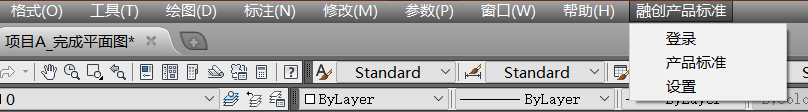 格式(O) 工具(T) 绘图(D) 标注(N) 修改(M) 参数(P) 窗口(W) 帮助(H) 融创产品标准
项目A_完成平面图*
登录
产品标准
设置
Standard Standard
0 ByLayer ByLayer